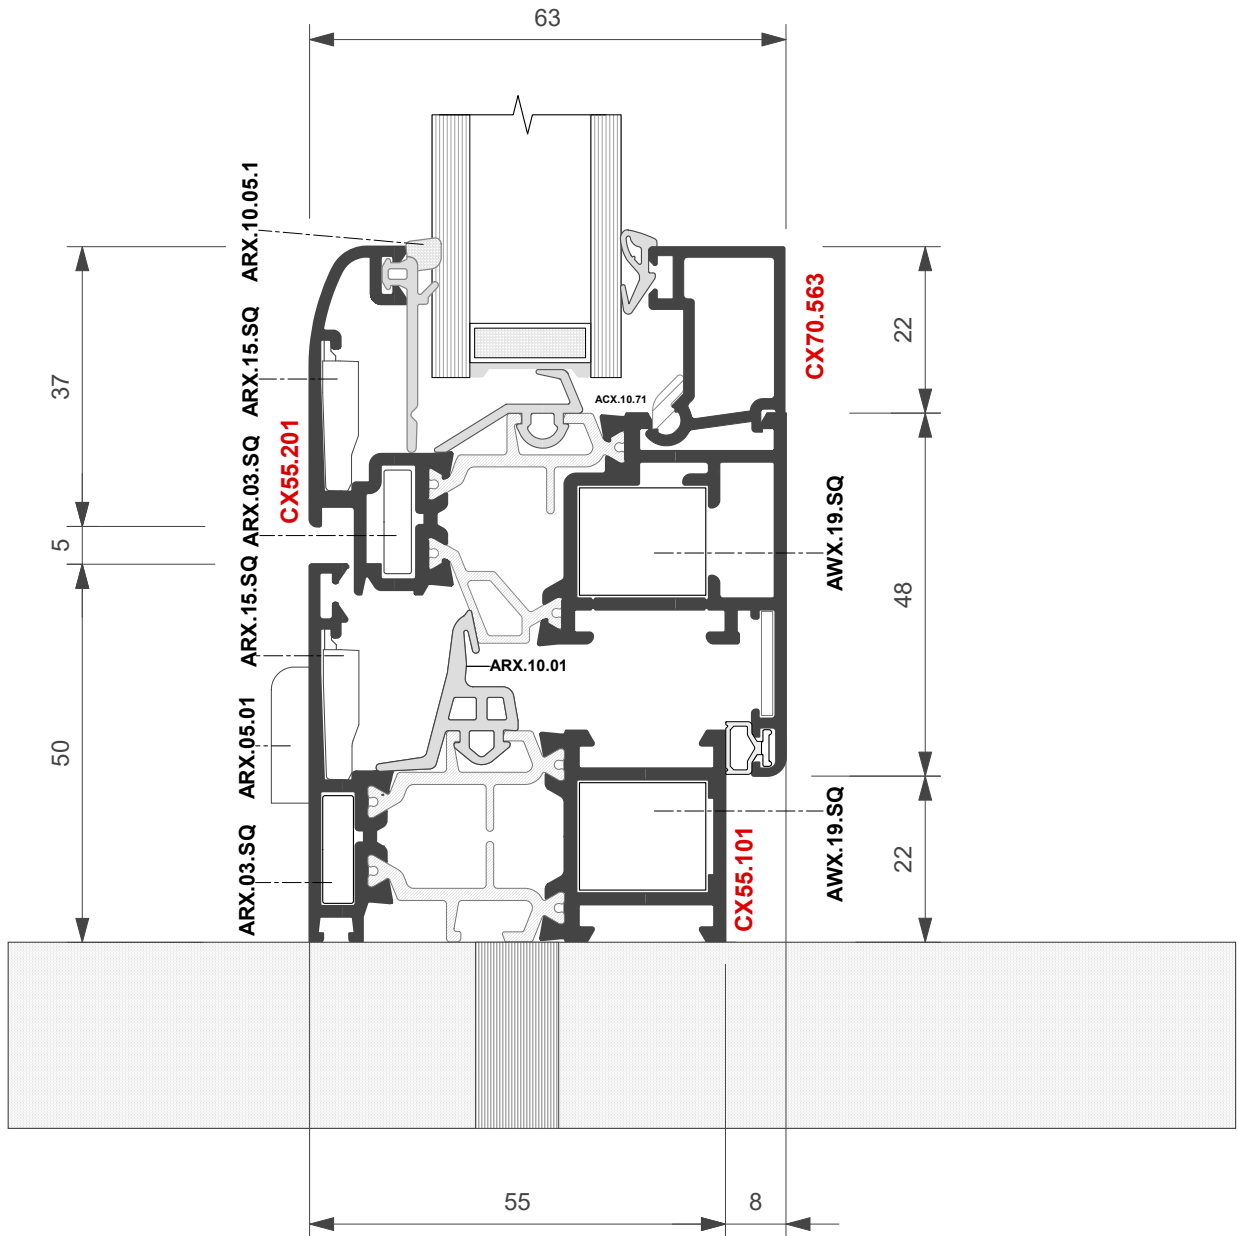 63
ARX.10.05.1
ARX.15.SQ
CX55.201
ARX.03.SQ
ARX.15.SQ
ARX.05.01
ARX.03.SQ
37
5
50
ACX.10.71
ARX.10.01
CX70.563
AWX.19.SQ
AWX.19.SQ
CX55.101
22
48
22
55
8